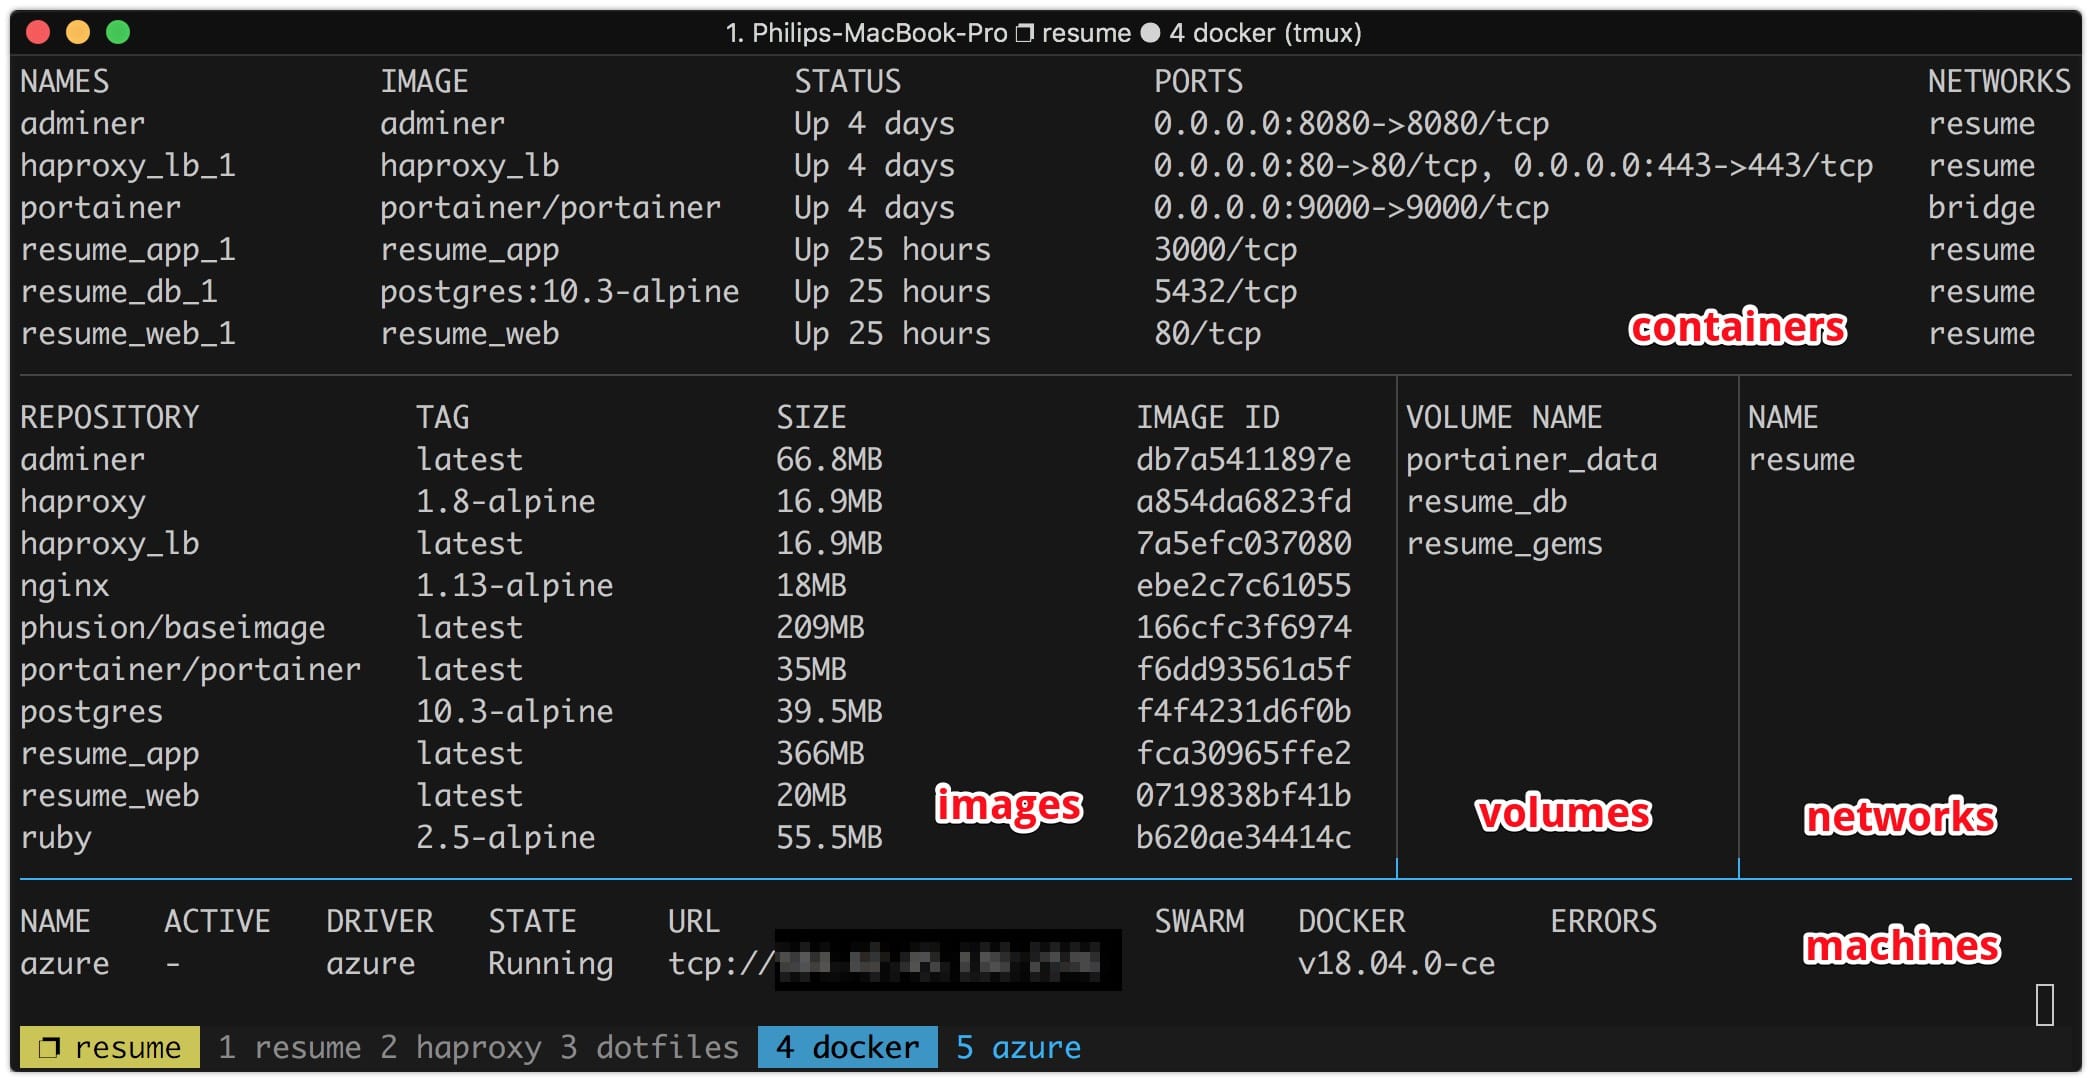 1. Philips-MacBook-Pro ❐ resume ● 4 docker (tmux)
NAMES IMAGE STATUS PORTS NETWORKS
adminer adminer Up 4 days 0.0.0.0:8080->8080/tcp resume
haproxy_lb_1 haproxy_lb Up 4 days 0.0.0.0:80->80/tcp, 0.0.0.0:443->443/tcp resume
portainer portainer/portainer Up 4 days 0.0.0.0:9000->9000/tcp bridge
resume_app_1 resume_app Up 25 hours 3000/tcp resume
resume_db_1 postgres:10.3-alpine Up 25 hours 5432/tcp resume
resume_web_1 resume_web Up 25 hours 80/tcp resume
containers
REPOSITORY TAG SIZE IMAGE ID VOLUME NAME NAME
adminer latest 66.8MB db7a5411897e portainer_data resume
haproxy 1.8-alpine 16.9MB a854da6823fd resume_db
haproxy_lb latest 16.9MB 7a5efc037080 resume_gems
nginx 1.13-alpine 18MB ebe2c7c61055
phusion/baseimage latest 209MB 166cfc3f6974
portainer/portainer latest 35MB f6dd93561a5f
postgres 10.3-alpine 39.5MB f4f4231d6f0b
resume_app latest 366MB fca30965ffe2
resume_web latest 20MB 0719838bf41b
images volumes networks
ruby 2.5-alpine 55.5MB b620ae34414c
NAME ACTIVE DRIVER STATE URL SWARM DOCKER ERRORS
azure - azure Running tcp:// v18.04.0-ce
machines
❐ resume 1 resume 2 haproxy 3 dotfiles 4 docker 5 azure